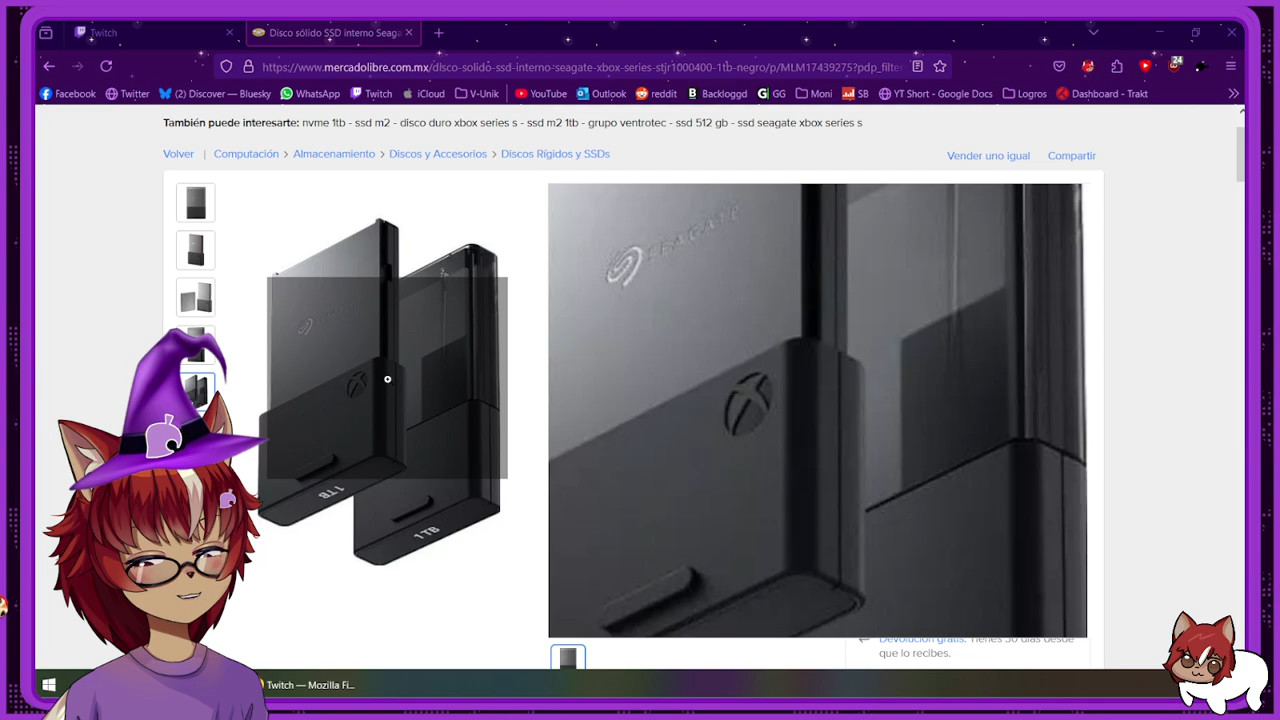 Twitch
Disco sólido SSD interno Seaga
https://www.mercadolibre.com.mx/disco-solido-ssd-interno-seagate-xbox-series-stjr1000400-1tb-negro/p/MLM17439275?pdp_filte
24
Facebook
Twitter
(2) Discover — Bluesky
WhatsApp
Twitch
iCloud
V-Unik
YouTube
Outlook
reddit
Backloggd
GG
Moni
SB
YT Short - Google Docs
Logros
Dashboard - Trakt
También puede interesarte: nvme 1tb - ssd m2 - disco duro xbox series s - ssd m2 1tb - grupo ventrotec - ssd 512 gb - ssd seagate xbox series s
Volver | Computación > Almacenamiento > Discos y Accesorios > Discos Rígidos y SSDs
Vender uno igual
Compartir
SEAGATE
1TB
1TB
Devolución gratis. Tienes 30 días desde
que lo recibes.
Twitch — Mozilla Fi...